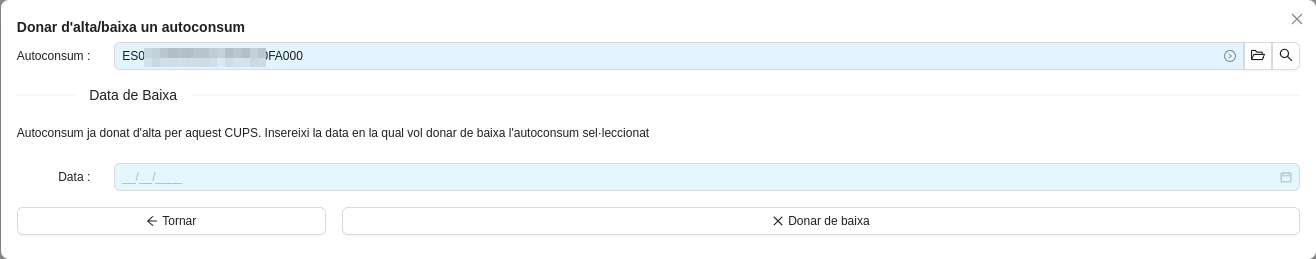 Donar d'alta/baixa un autoconsum
Autoconsum : ES0 0FA000
Data de Baixa
Autoconsum ja donat d'alta per aquest CUPS. Insereixi la data en la qual vol donar de baixa l'autoconsum sel·leccionat
Data : __/__/____
Tornar
Donar de baixa